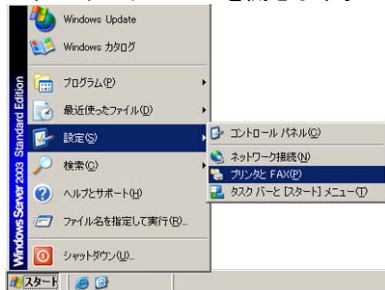 Windows Update
Windows カタログ
プログラム(P)
最近使ったファイル(D)
設定(S)
コントロール パネル(C)
ネットワーク接続(N)
プリンタと FAX(P)
タスク バーと [スタート] メニュー(T)
検索(C)
ヘルプとサポート(H)
ファイル名を指定して実行(R)...
シャットダウン(U)...
Windows Server 2003 Standard Edition
スタート